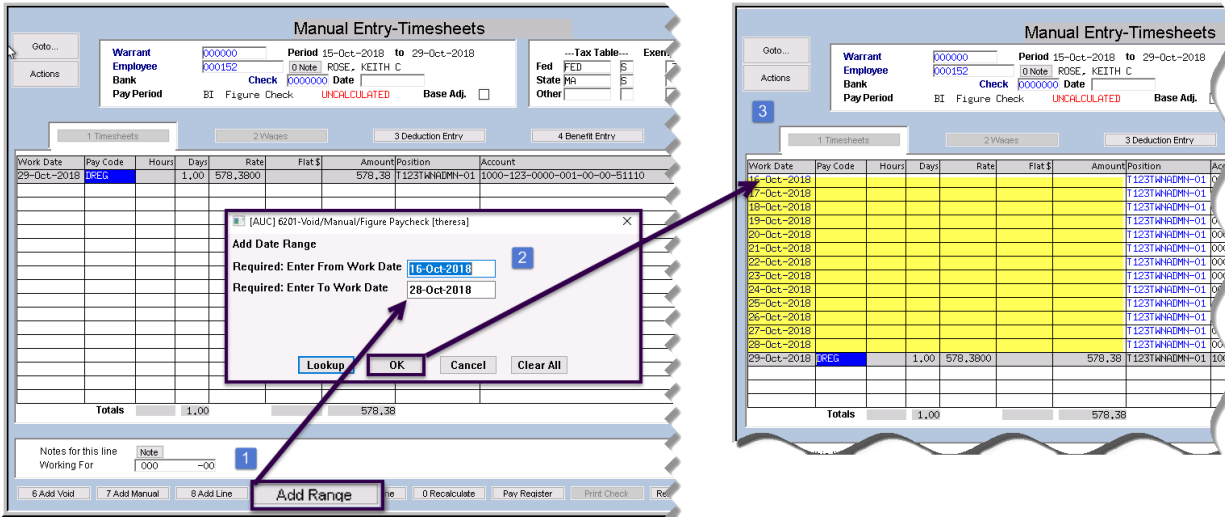 Manual Entry-Timesheets
Goto...
Actions
Warrant 000000 Period 15-Oct-2018 to 29-Oct-2018
Employee 000152 0 Note ROSE, KEITH C
Bank Check 0000000 Date
Pay Period BI Figure Check UNCALCULATED Base Adj.
---Tax Table---
Fed FED S
State MA S
Other
1 Timesheets 2 Wages 3 Deduction Entry 4 Benefit Entry
Work Date Pay Code Hours Days Rate Flat $ Amount Position Account
29-Oct-2018 DREG 1.00 578.3800 578.38 T123TWNADMN-01 1000-123-0000-001-00-00-51110
[AUC] 6201-Void/Manual/Figure Paycheck [theresa]
Add Date Range
2
Required: Enter From Work Date 16-Oct-2018
Required: Enter To Work Date 28-Oct-2018
Lookup OK Cancel Clear All
Totals 1.00 578.38
Notes for this line Note
Working For 000 -00
1
6 Add Void 7 Add Manual 8 Add Line Add Range 0 Recalculate Pay Register Print Check
Manual Entry-Timesheets
Goto...
Actions
3
Warrant 000000 Period 15-Oct-2018 to 29-Oct-2018
Employee 000152 0 Note ROSE, KEITH C
Bank Check 0000000 Date
Pay Period BI Figure Check UNCALCULATED Base Adj.
1 Timesheets 2 Wages 3 Deduction Entry
Work Date Pay Code Hours Days Rate Flat $ Amount Position
16-Oct-2018 T123TWNADMN-01
17-Oct-2018 T123TWNADMN-01
18-Oct-2018 T123TWNADMN-01
19-Oct-2018 T123TWNADMN-01
20-Oct-2018 T123TWNADMN-01
21-Oct-2018 T123TWNADMN-01
22-Oct-2018 T123TWNADMN-01
23-Oct-2018 T123TWNADMN-01
24-Oct-2018 T123TWNADMN-01
25-Oct-2018 T123TWNADMN-01
26-Oct-2018 T123TWNADMN-01
27-Oct-2018 T123TWNADMN-01
28-Oct-2018 T123TWNADMN-01
29-Oct-2018 DREG 1.00 578.3800 578.38 T123TWNADMN-01
Totals 1.00 578.38